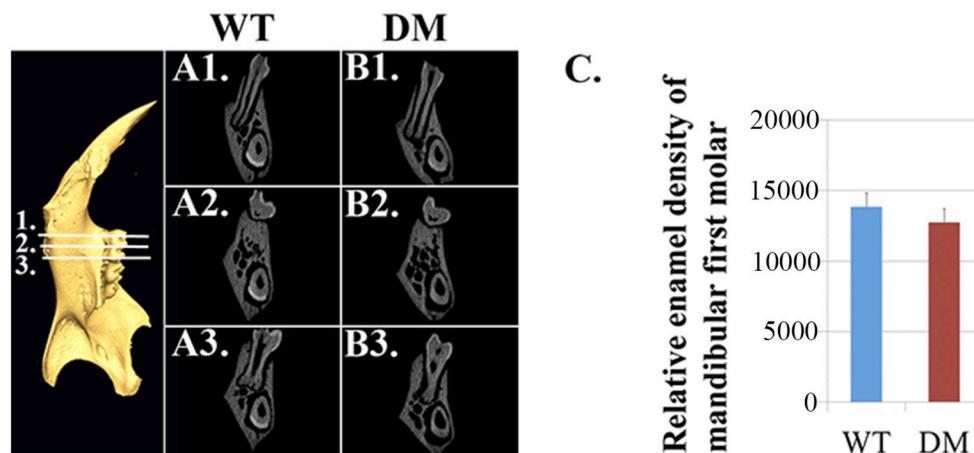 WT DM
A1. B1.
1.
2.
3.
A2. B2.
A3. B3.
C.
Relative enamel density of
mandibular first molar
20000
15000
10000
5000
0
WT DM